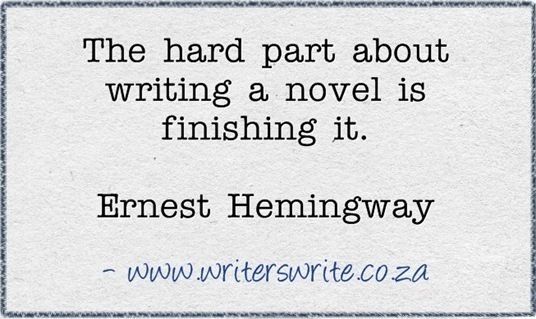 The hard part about
writing a novel is
finishing it.
Ernest Hemingway
- www.writerswrite.co.za